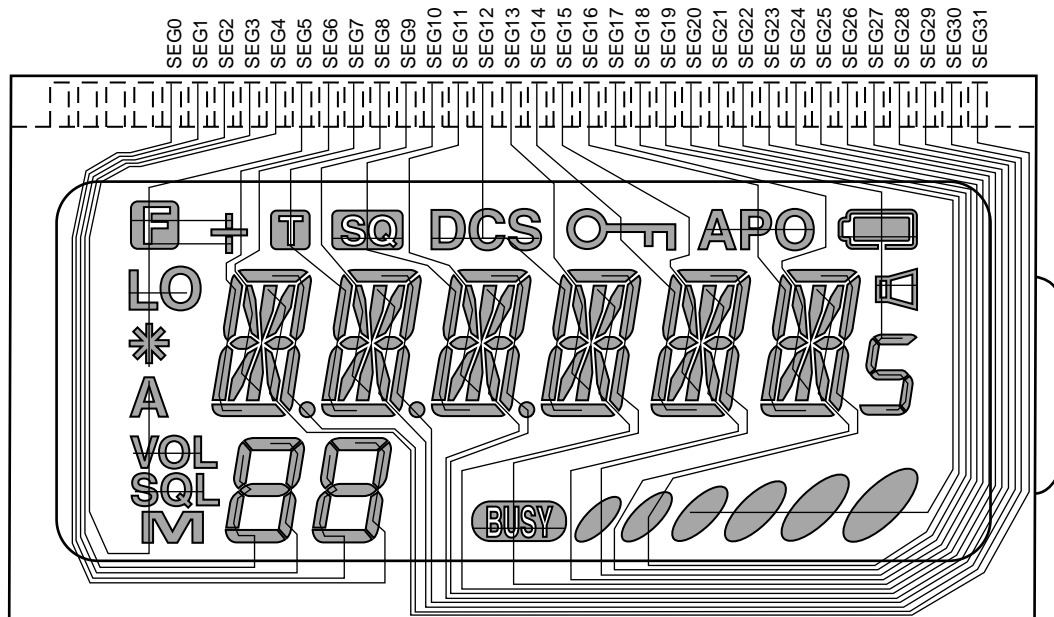 SEG0 SEG1 SEG2 SEG3 SEG4 SEG5 SEG6 SEG7 SEG8 SEG9 SEG10 SEG11 SEG12 SEG13 SEG14 SEG15 SEG16 SEG17 SEG18 SEG19 SEG20 SEG21 SEG22 SEG23 SEG24 SEG25 SEG26 SEG27 SEG28 SEG29 SEG30 SEG31
F + T SQ DCS APO
LO
*
A
VOL
SQL
M BUSY